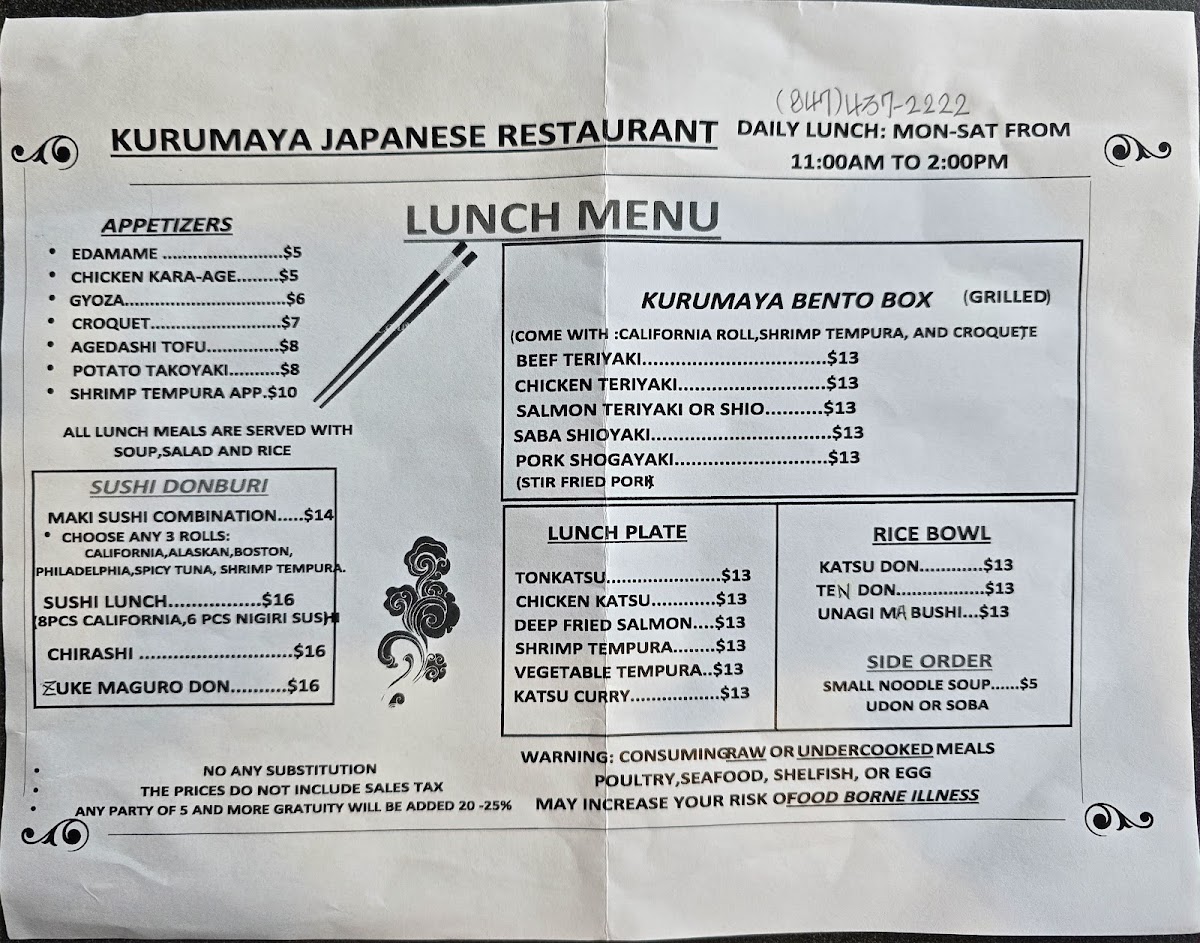 (847)437-2222
KURUMAYA JAPANESE RESTAURANT
DAILY LUNCH: MON-SAT FROM
11:00AM TO 2:00PM
LUNCH MENU
APPETIZERS
• EDAMAME ........................$5
• CHICKEN KARA-AGE........$5
• GYOZA................................$6
• CROQUET..........................$7
• AGEDASHI TOFU..............$8
• POTATO TAKOYAKI..........$8
• SHRIMP TEMPURA APP.$10
ALL LUNCH MEALS ARE SERVED WITH
SOUP,SALAD AND RICE
SUSHI DONBURI
MAKI SUSHI COMBINATION.....$14
• CHOOSE ANY 3 ROLLS:
CALIFORNIA,ALASKAN,BOSTON,
PHILADELPHIA,SPICY TUNA, SHRIMP TEMPURA.
SUSHI LUNCH................$16
(8PCS CALIFORNIA,6 PCS NIGIRI SUSHI
CHIRASHI ............................$16
ZUKE MAGURO DON..........$16
KURUMAYA BENTO BOX (GRILLED)
(COME WITH :CALIFORNIA ROLL,SHRIMP TEMPURA, AND CROQUETE
BEEF TERIYAKI................................$13
CHICKEN TERIYAKI..........................$13
SALMON TERIYAKI OR SHIO..........$13
SABA SHIOYAKI................................$13
PORK SHOGAYAKI...........................$13
(STIR FRIED PORK)
LUNCH PLATE
TONKATSU.......................$13
CHICKEN KATSU............$13
DEEP FRIED SALMON....$13
SHRIMP TEMPURA........$13
VEGETABLE TEMPURA..$13
KATSU CURRY..................$13
RICE BOWL
KATSU DON............$13
TEN DON..................$13
UNAGI MABUSHI...$13
SIDE ORDER
SMALL NOODLE SOUP......$5
UDON OR SOBA
• NO ANY SUBSTITUTION
• THE PRICES DO NOT INCLUDE SALES TAX
• ANY PARTY OF 5 AND MORE GRATUITY WILL BE ADDED 20 -25%
WARNING: CONSUMINGRAW OR UNDERCOOKED MEALS
POULTRY,SEAFOOD, SHELFISH, OR EGG
MAY INCREASE YOUR RISK OFFOOD BORNE ILLNESS